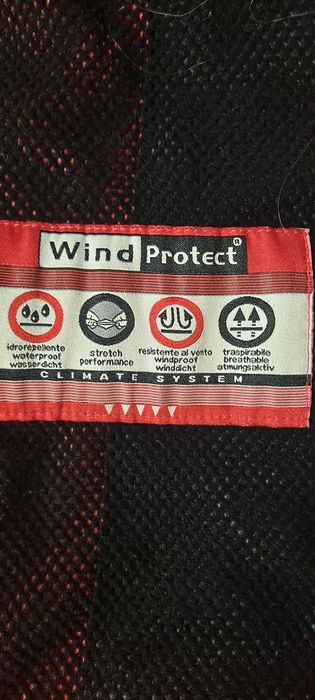 Wind Protect®
idrorepellente
waterproof
wasserdicht
stretch
performance
resistente al vento
windproof
winddicht
traspirabile
breathable
atmungsaktiv
CLIMATE SYSTEM